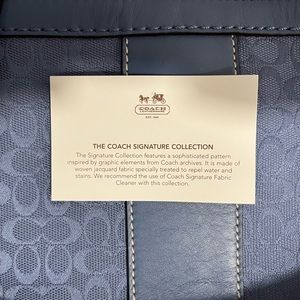 COACH
EST. 1941
THE COACH SIGNATURE COLLECTION
The Signature Collection features a sophisticated pattern
inspired by graphic elements from Coach archives. It is made of
woven jacquard fabric specially treated to repel water and
stains. We recommend the use of Coach Signature Fabric
Cleaner with this collection.